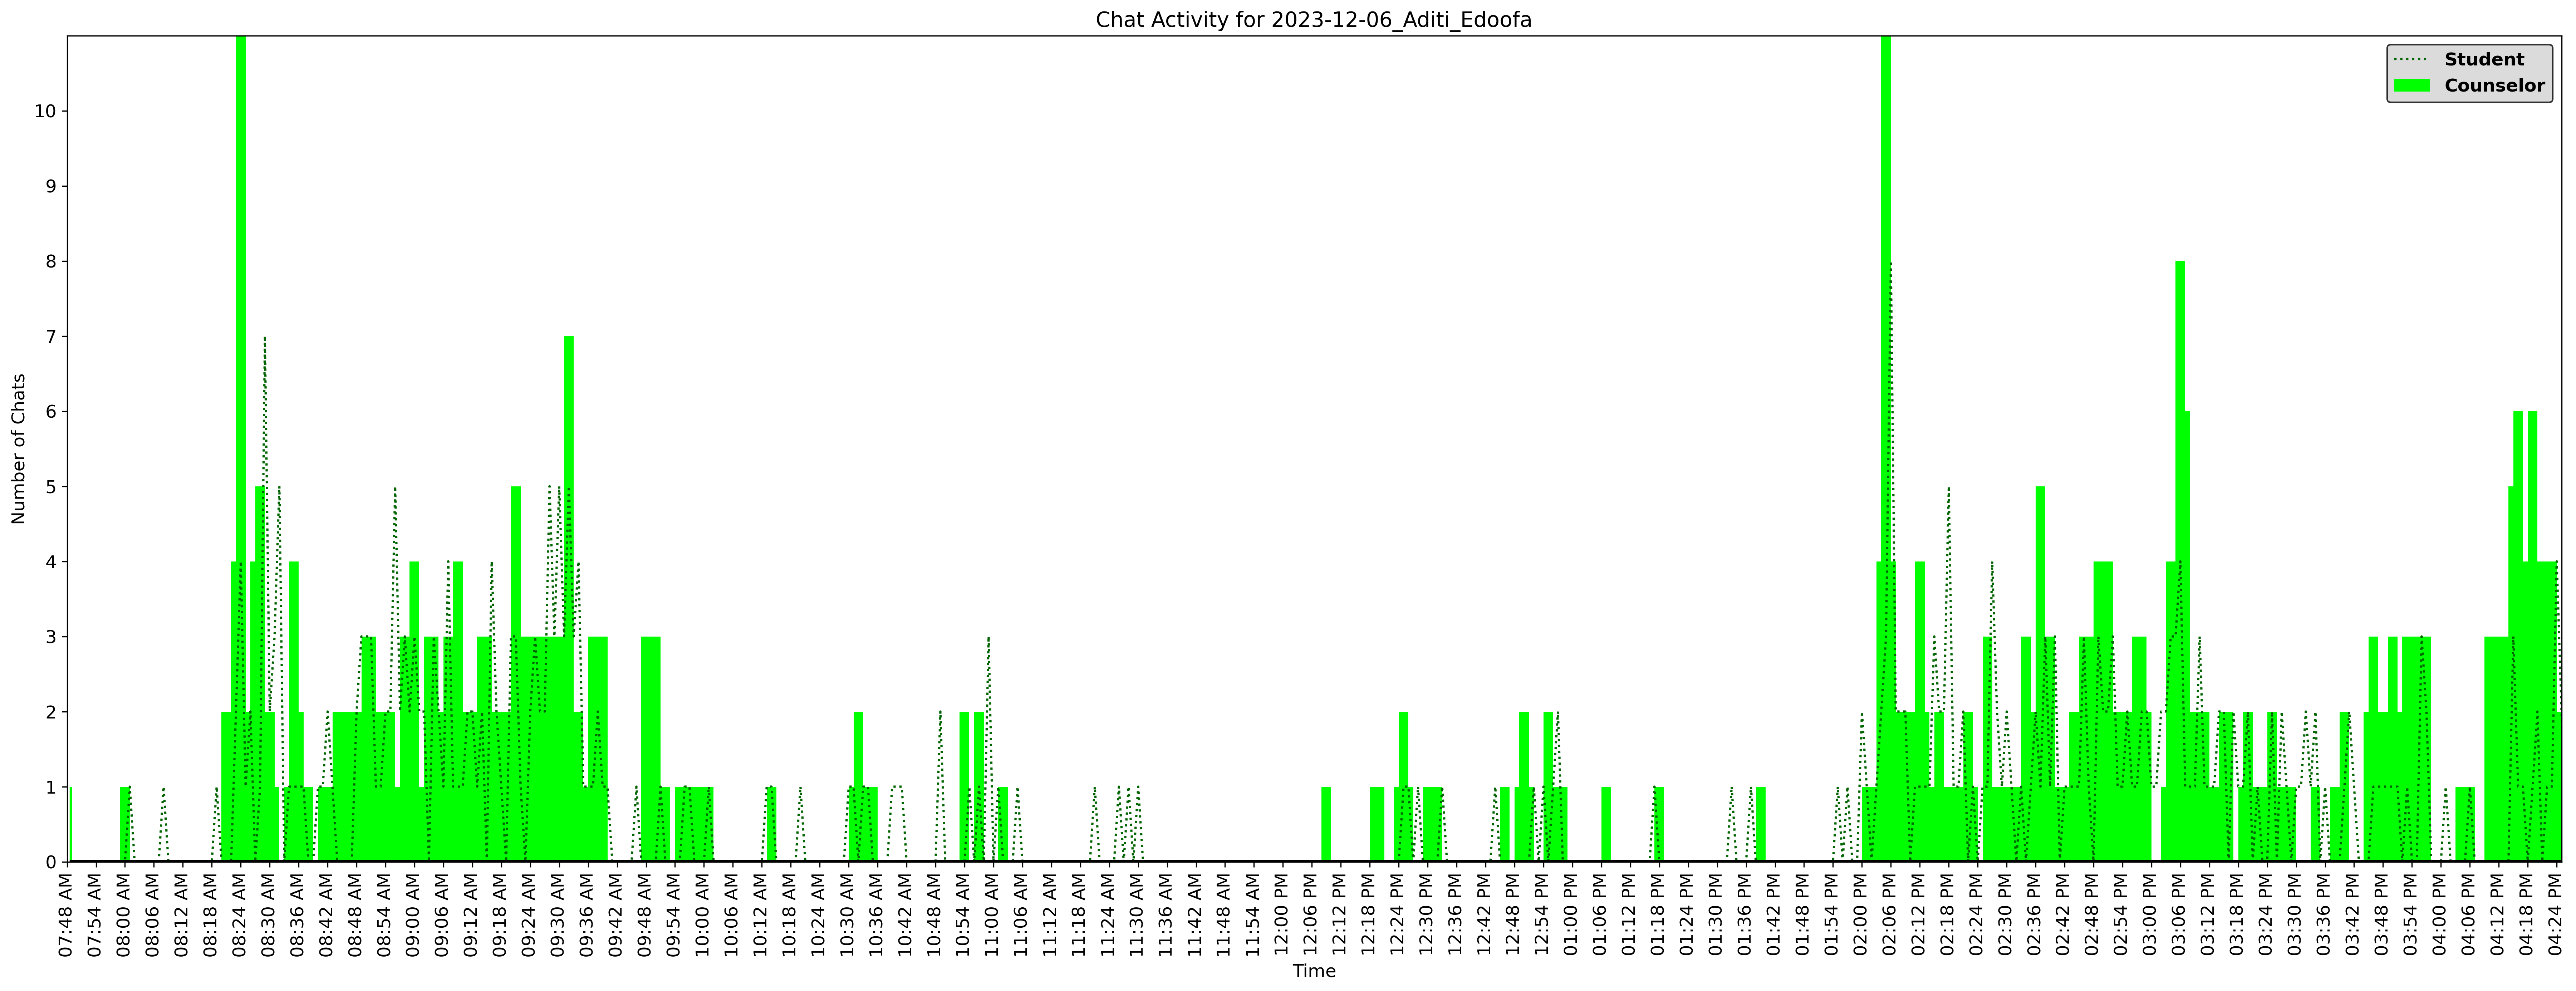 Chat Activity for 2023-12-06_Aditi_Edoofa
Student
Counselor
Number of Chats
10
9
8
7
6
5
4
3
2
1
0
07:48 AM
07:54 AM
08:00 AM
08:06 AM
08:12 AM
08:18 AM
08:24 AM
08:30 AM
08:36 AM
08:42 AM
08:48 AM
08:54 AM
09:00 AM
09:06 AM
09:12 AM
09:18 AM
09:24 AM
09:30 AM
09:36 AM
09:42 AM
09:48 AM
09:54 AM
10:00 AM
10:06 AM
10:12 AM
10:18 AM
10:24 AM
10:30 AM
10:36 AM
10:42 AM
10:48 AM
10:54 AM
11:00 AM
11:06 AM
11:12 AM
11:18 AM
11:24 AM
11:30 AM
11:36 AM
11:42 AM
11:48 AM
11:54 AM
12:00 PM
12:06 PM
12:12 PM
12:18 PM
12:24 PM
12:30 PM
12:36 PM
12:42 PM
12:48 PM
12:54 PM
01:00 PM
01:06 PM
01:12 PM
01:18 PM
01:24 PM
01:30 PM
01:36 PM
01:42 PM
01:48 PM
01:54 PM
02:00 PM
02:06 PM
02:12 PM
02:18 PM
02:24 PM
02:30 PM
02:36 PM
02:42 PM
02:48 PM
02:54 PM
03:00 PM
03:06 PM
03:12 PM
03:18 PM
03:24 PM
03:30 PM
03:36 PM
03:42 PM
03:48 PM
03:54 PM
04:00 PM
04:06 PM
04:12 PM
04:18 PM
04:24 PM
Time